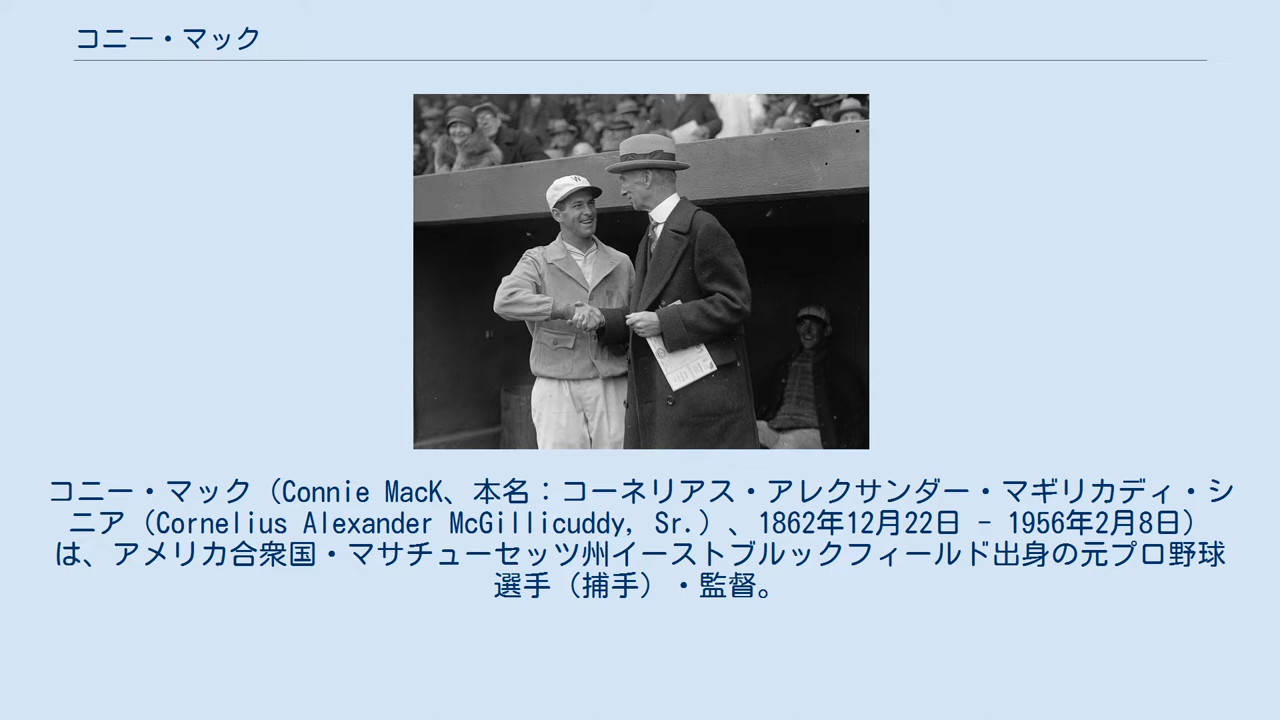 コニー・マック
W
コニー・マック（Connie MacK、本名：コーネリアス・アレクサンダー・マギリカディ・シ
ニア（Cornelius Alexander McGillicuddy, Sr.）、1862年12月22日 - 1956年2月8日）
は、アメリカ合衆国・マサチューセッツ州イーストブルックフィールド出身の元プロ野球
選手（捕手）・監督。